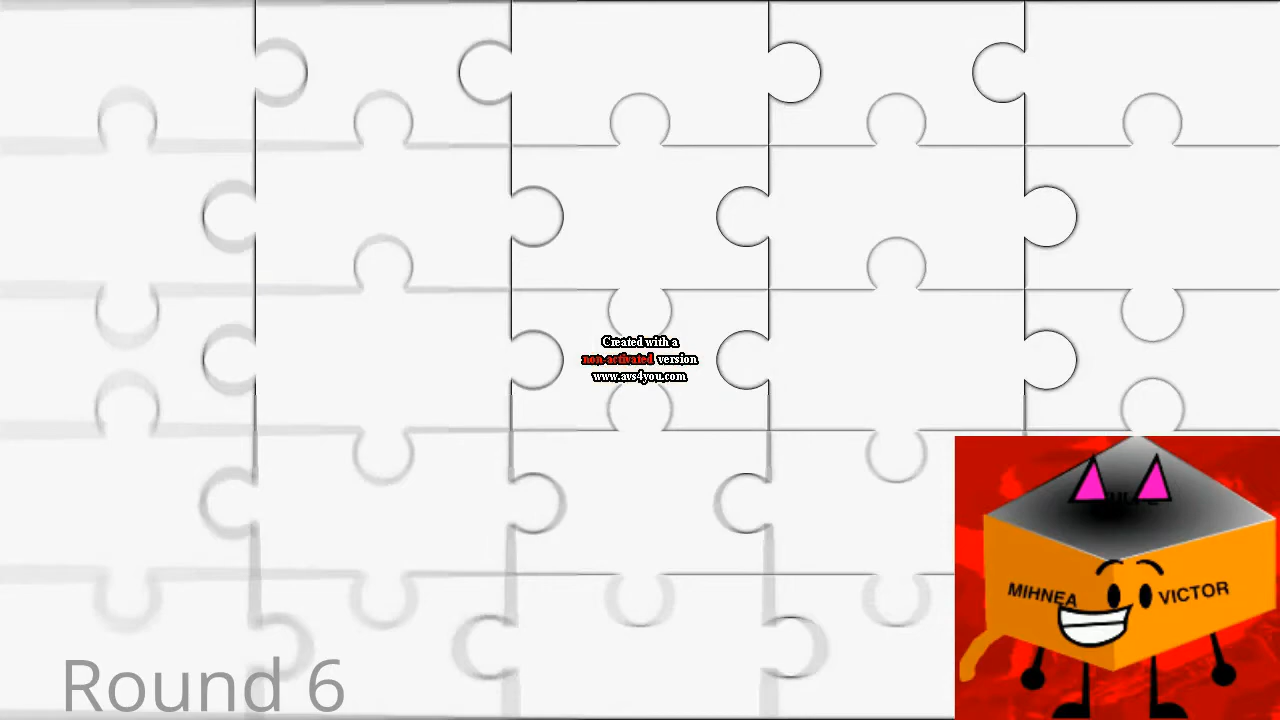 Created with a
non-activated version
www.avs4you.com
MIHNEA
VICTOR
Round 6